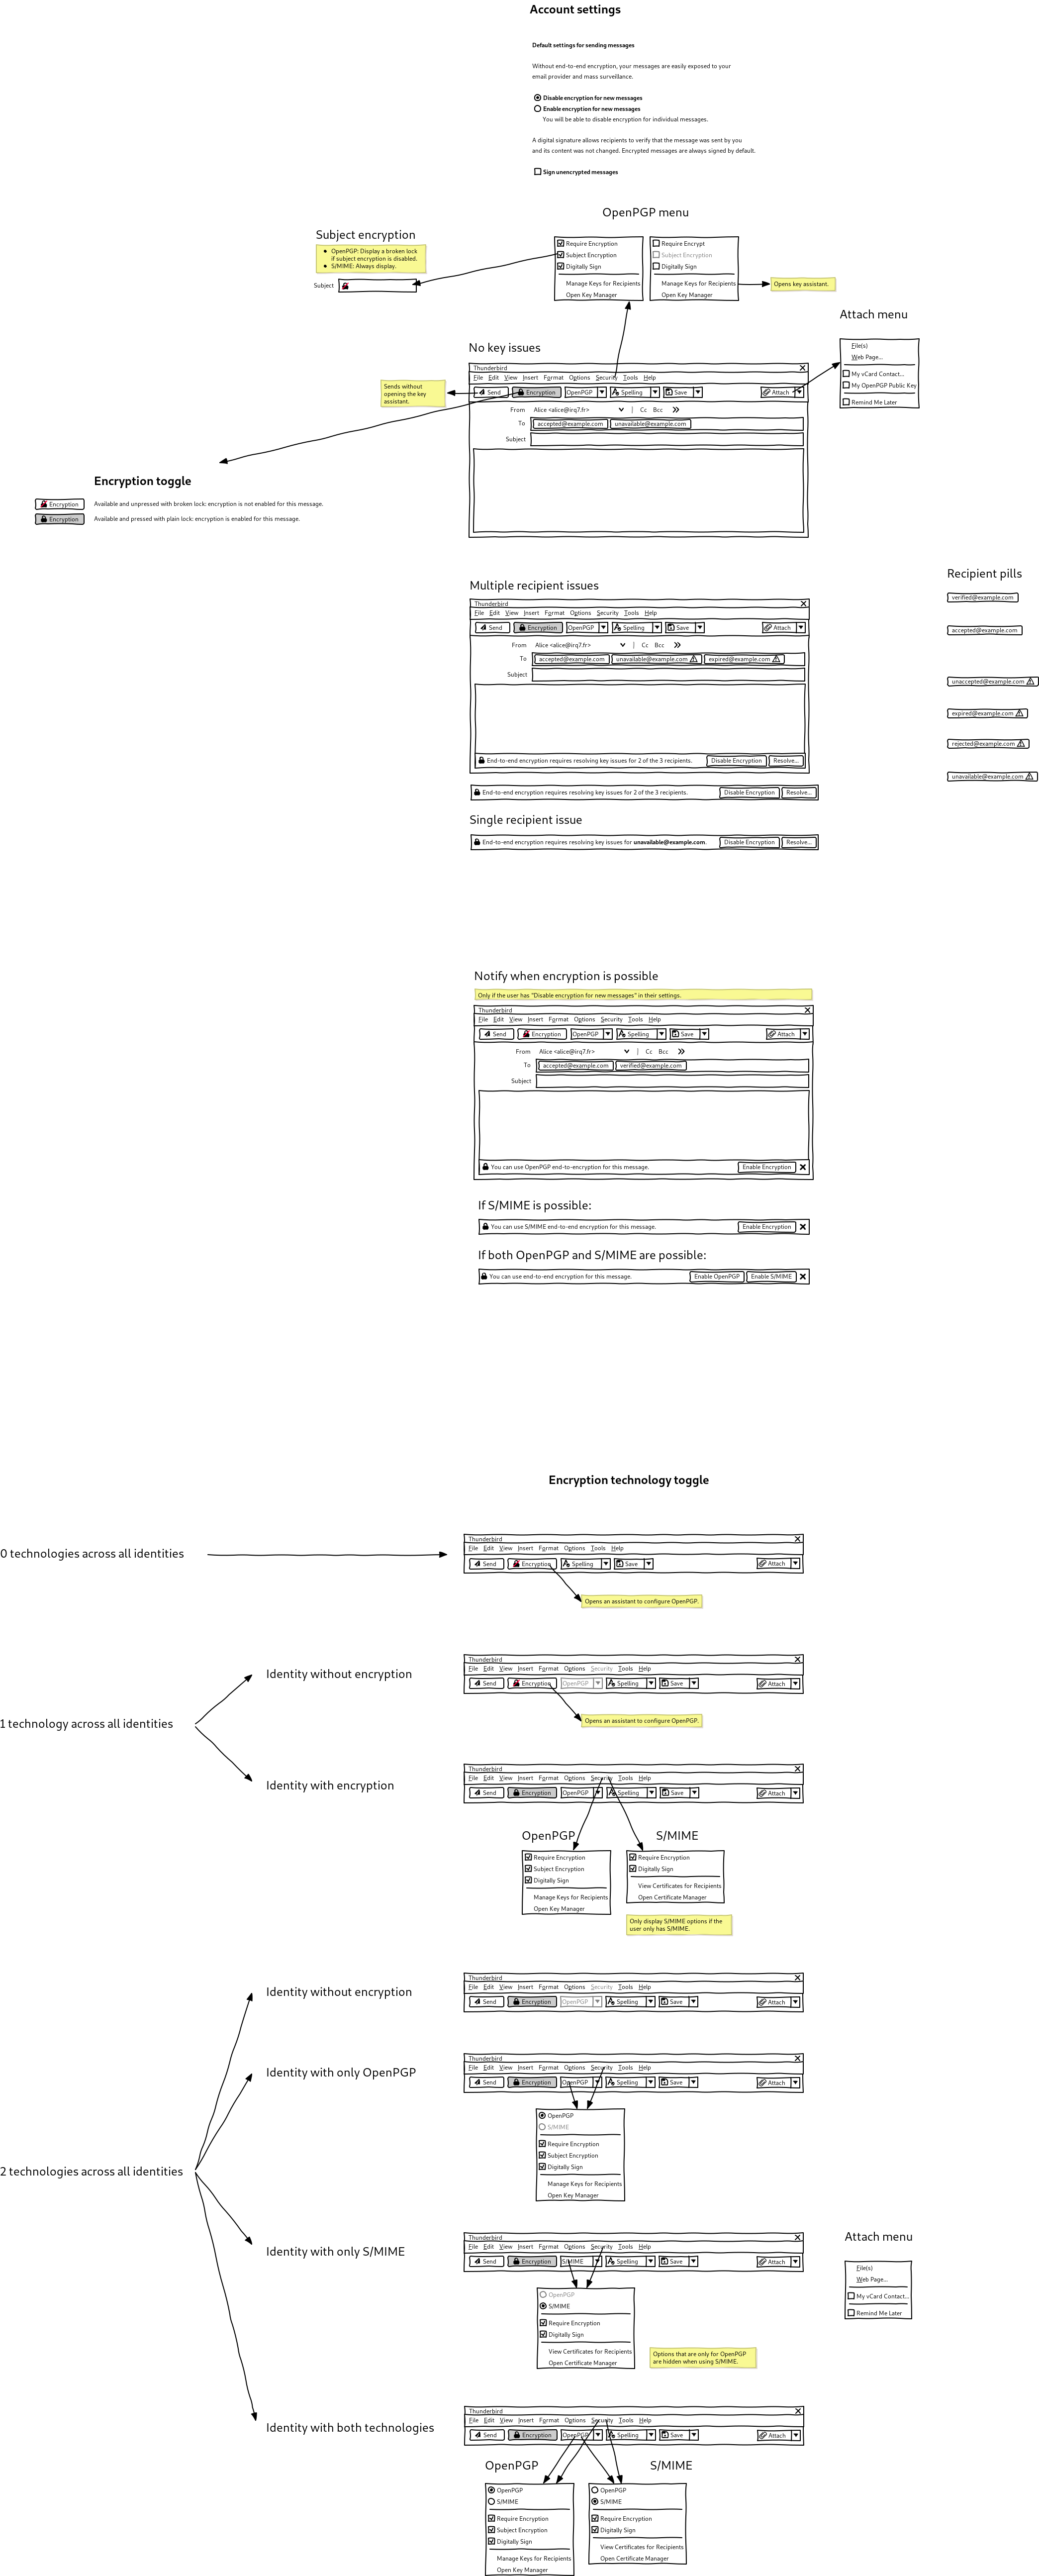 Account settings
Default settings for sending messages
Without end-to-end encryption, your messages are easily exposed to your
email provider and mass surveillance.
Disable encryption for new messages
Enable encryption for new messages
You will be able to disable encryption for individual messages.
A digital signature allows recipients to verify that the message was sent by you
and its content was not changed. Encrypted messages are always signed by default.
Sign unencrypted messages
OpenPGP menu
Require Encryption
Subject Encryption
Digitally Sign
Manage Keys for Recipients
Open Key Manager
Require Encrypt
Subject Encryption
Digitally Sign
Manage Keys for Recipients
Open Key Manager
Opens key assistant.
Subject encryption
OpenPGP: Display a broken lock
if subject encryption is disabled.
S/MIME: Always display.
Subject
Attach menu
File(s)
Web Page...
My vCard Contact...
My OpenPGP Public Key
Remind Me Later
No key issues
Thunderbird
File Edit View Insert Format Options Security Tools Help
Send Encryption OpenPGP Spelling Save Attach
From Alice <alice@irq7.fr> Cc Bcc
To accepted@example.com unavailable@example.com
Subject
Sends without
opening the key
assistant.
Encryption toggle
Encryption Available and unpressed with broken lock: encryption is not enabled for this message.
Encryption Available and pressed with plain lock: encryption is enabled for this message.
Multiple recipient issues
Thunderbird
File Edit View Insert Format Options Security Tools Help
Send Encryption OpenPGP Spelling Save Attach
From Alice <alice@irq7.fr> Cc Bcc
To accepted@example.com unavailable@example.com expired@example.com
Subject
End-to-end encryption requires resolving key issues for 2 of the 3 recipients. Disable Encryption Resolve...
End-to-end encryption requires resolving key issues for 2 of the 3 recipients. Disable Encryption Resolve...
Single recipient issue
End-to-end encryption requires resolving key issues for unavailable@example.com. Disable Encryption Resolve...
Recipient pills
verified@example.com
accepted@example.com
unaccepted@example.com
expired@example.com
rejected@example.com
unavailable@example.com
Notify when encryption is possible
Only if the user has "Disable encryption for new messages" in their settings.
Thunderbird
File Edit View Insert Format Options Security Tools Help
Send Encryption OpenPGP Spelling Save Attach
From Alice <alice@irq7.fr> Cc Bcc
To accepted@example.com verified@example.com
Subject
You can use OpenPGP end-to-encryption for this message. Enable Encryption
If S/MIME is possible:
You can use S/MIME end-to-end encryption for this message. Enable Encryption
If both OpenPGP and S/MIME are possible:
You can use end-to-end encryption for this message. Enable OpenPGP Enable S/MIME
Encryption technology toggle
0 technologies across all identities
Thunderbird
File Edit View Insert Format Options Tools Help
Send Encryption Spelling Save Attach
Opens an assistant to configure OpenPGP.
1 technology across all identities
Identity without encryption
Thunderbird
File Edit View Insert Format Options Security Tools Help
Send Encryption OpenPGP Spelling Save Attach
Opens an assistant to configure OpenPGP.
Identity with encryption
Thunderbird
File Edit View Insert Format Options Security Tools Help
Send Encryption OpenPGP Spelling Save Attach
OpenPGP
Require Encryption
Subject Encryption
Digitally Sign
Manage Keys for Recipients
Open Key Manager
S/MIME
Require Encryption
Digitally Sign
View Certificates for Recipients
Open Certificate Manager
Only display S/MIME options if the
user only has S/MIME.
2 technologies across all identities
Identity without encryption
Thunderbird
File Edit View Insert Format Options Security Tools Help
Send Encryption OpenPGP Spelling Save Attach
Identity with only OpenPGP
Thunderbird
File Edit View Insert Format Options Security Tools Help
Send Encryption OpenPGP Spelling Save Attach
OpenPGP
S/MIME
Require Encryption
Subject Encryption
Digitally Sign
Manage Keys for Recipients
Open Key Manager
Identity with only S/MIME
Thunderbird
File Edit View Insert Format Options Security Tools Help
Send Encryption S/MIME Spelling Save Attach
OpenPGP
S/MIME
Require Encryption
Digitally Sign
View Certificates for Recipients
Open Certificate Manager
Options that are only for OpenPGP
are hidden when using S/MIME.
Attach menu
File(s)
Web Page...
My vCard Contact...
Remind Me Later
Identity with both technologies
Thunderbird
File Edit View Insert Format Options Security Tools Help
Send Encryption OpenPGP Spelling Save Attach
OpenPGP
OpenPGP
S/MIME
Require Encryption
Subject Encryption
Digitally Sign
Manage Keys for Recipients
Open Key Manager
S/MIME
OpenPGP
S/MIME
Require Encryption
Digitally Sign
View Certificates for Recipients
Open Certificate Manager